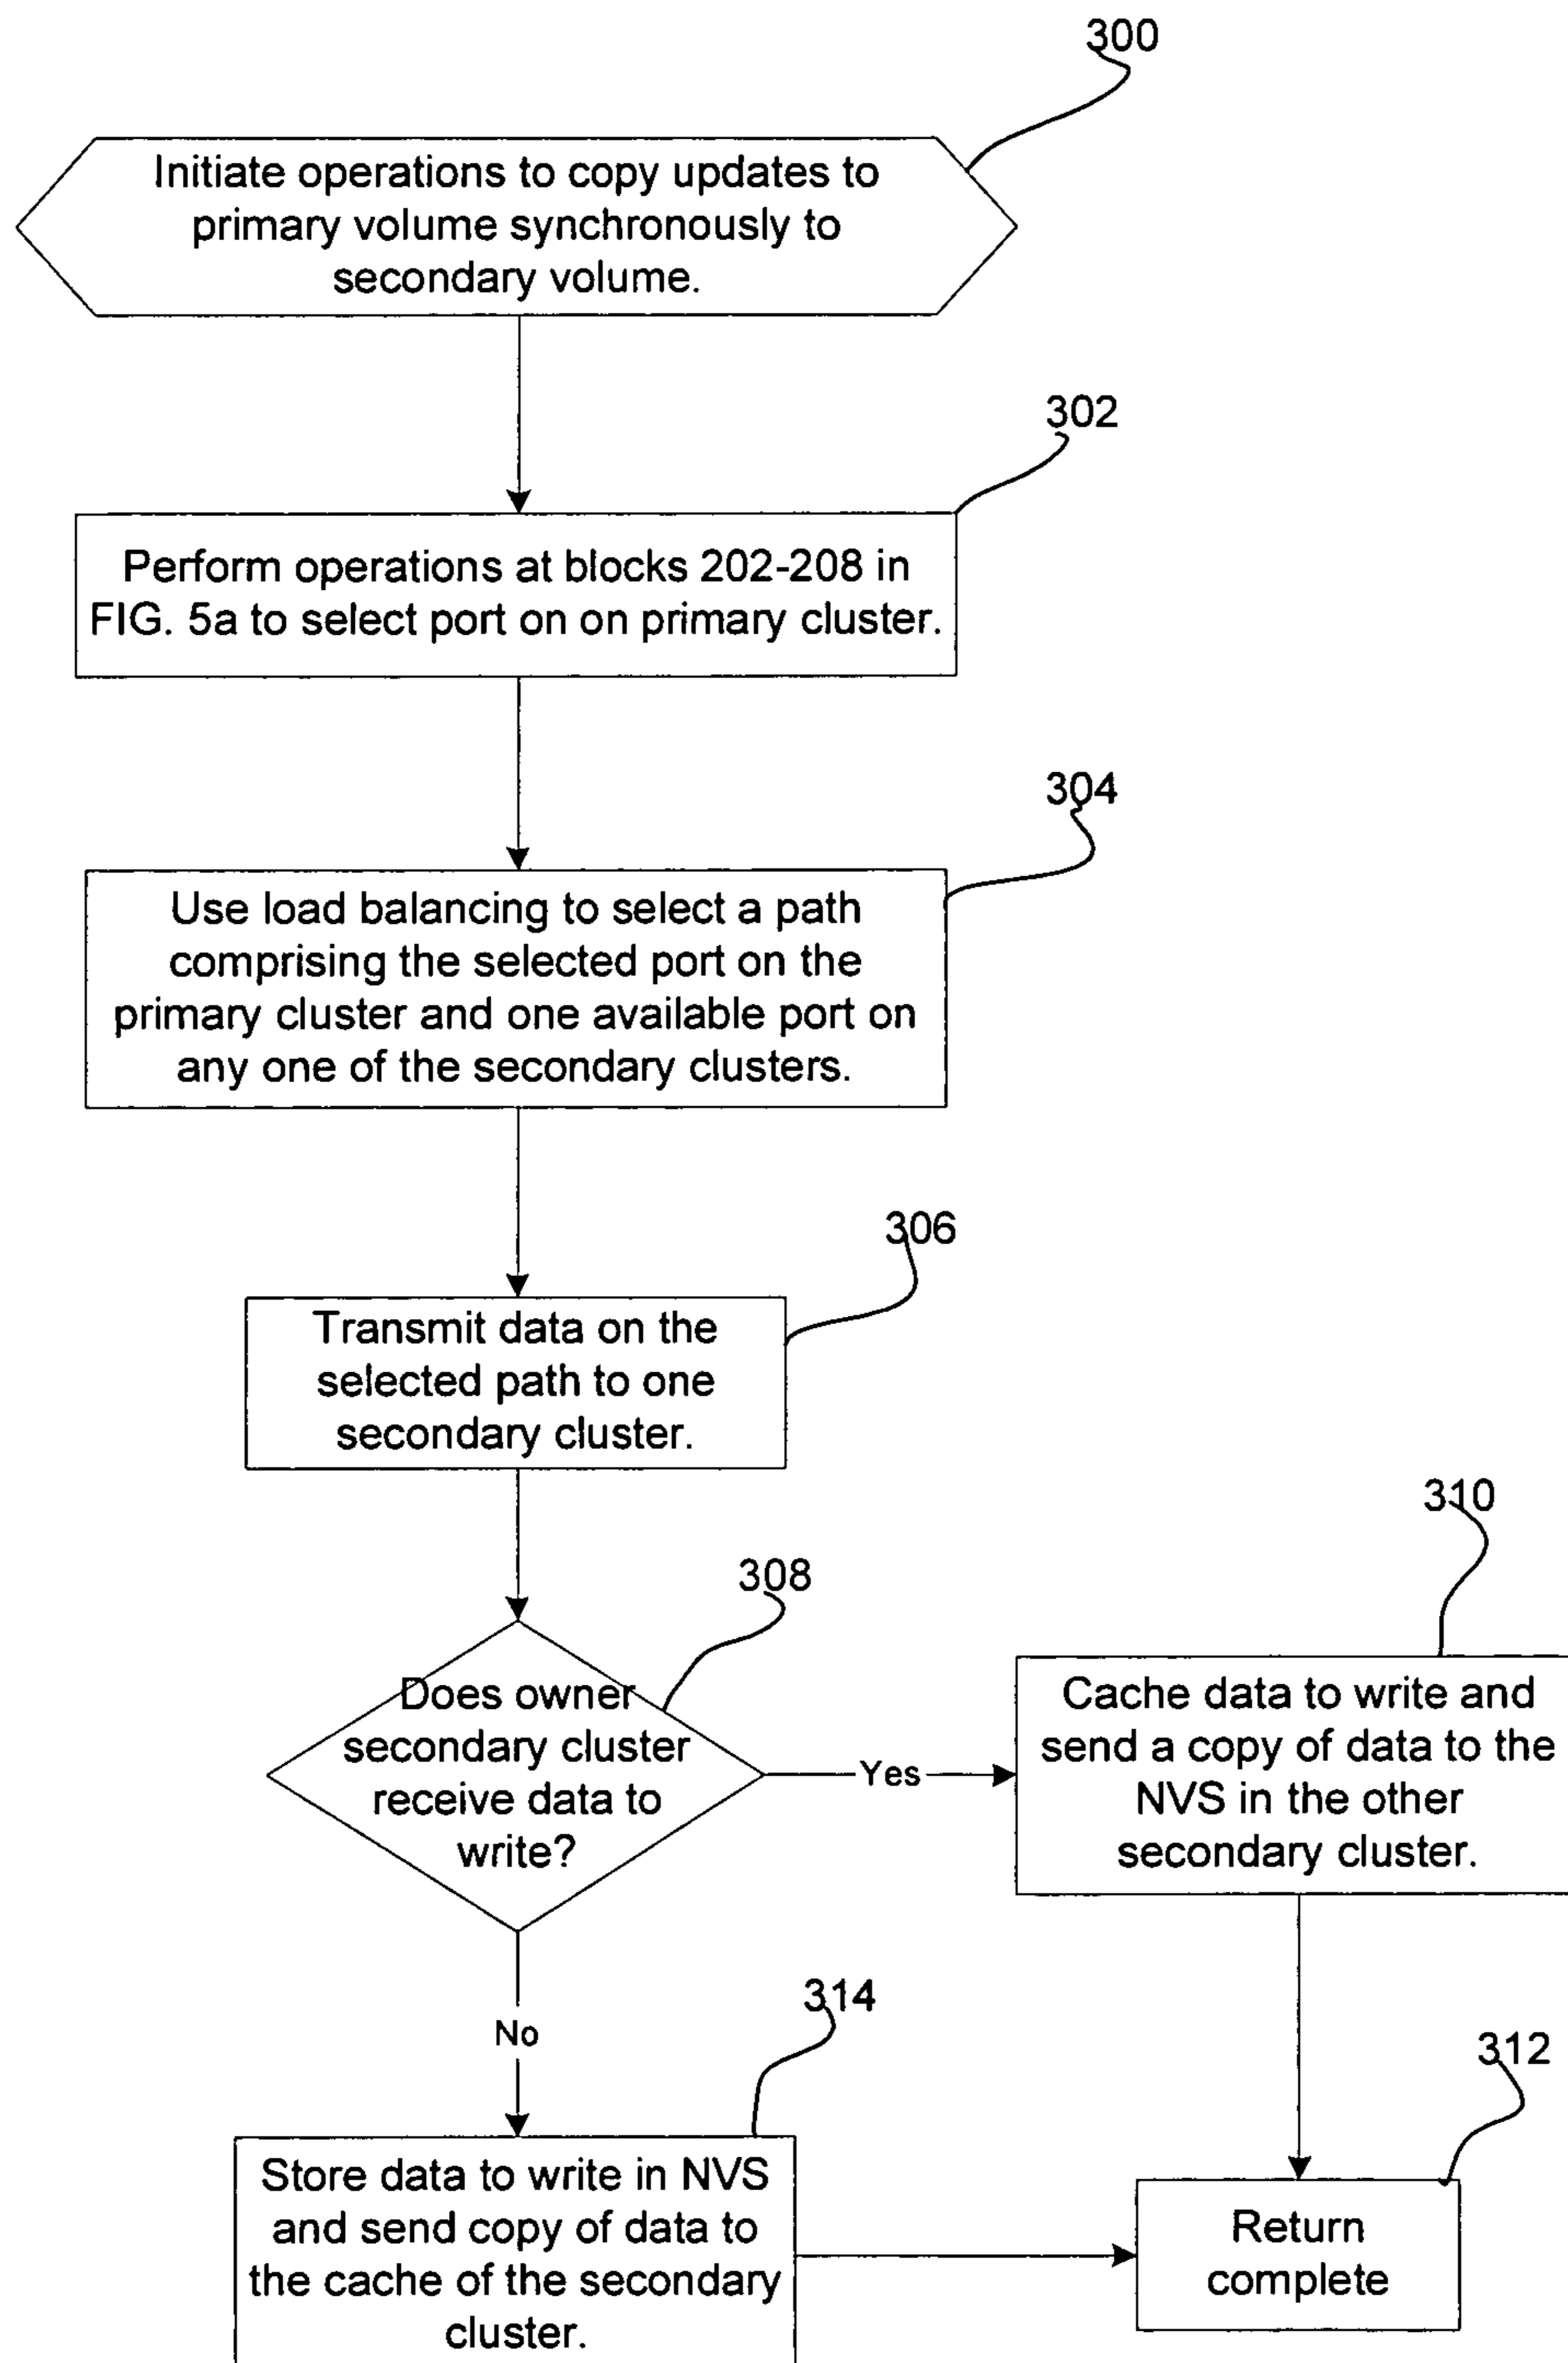 300
Initiate operations to copy updates to
primary volume synchronously to
secondary volume.
302
Perform operations at blocks 202-208 in
FIG. 5a to select port on on primary cluster.
304
Use load balancing to select a path
comprising the selected port on the
primary cluster and one available port on
any one of the secondary clusters.
306
Transmit data on the
selected path to one
secondary cluster.
308
Does owner
secondary cluster
receive data to
write?
Yes
310
Cache data to write and
send a copy of data to the
NVS in the other
secondary cluster.
No
314
Store data to write in NVS
and send copy of data to
the cache of the secondary
cluster.
312
Return
complete